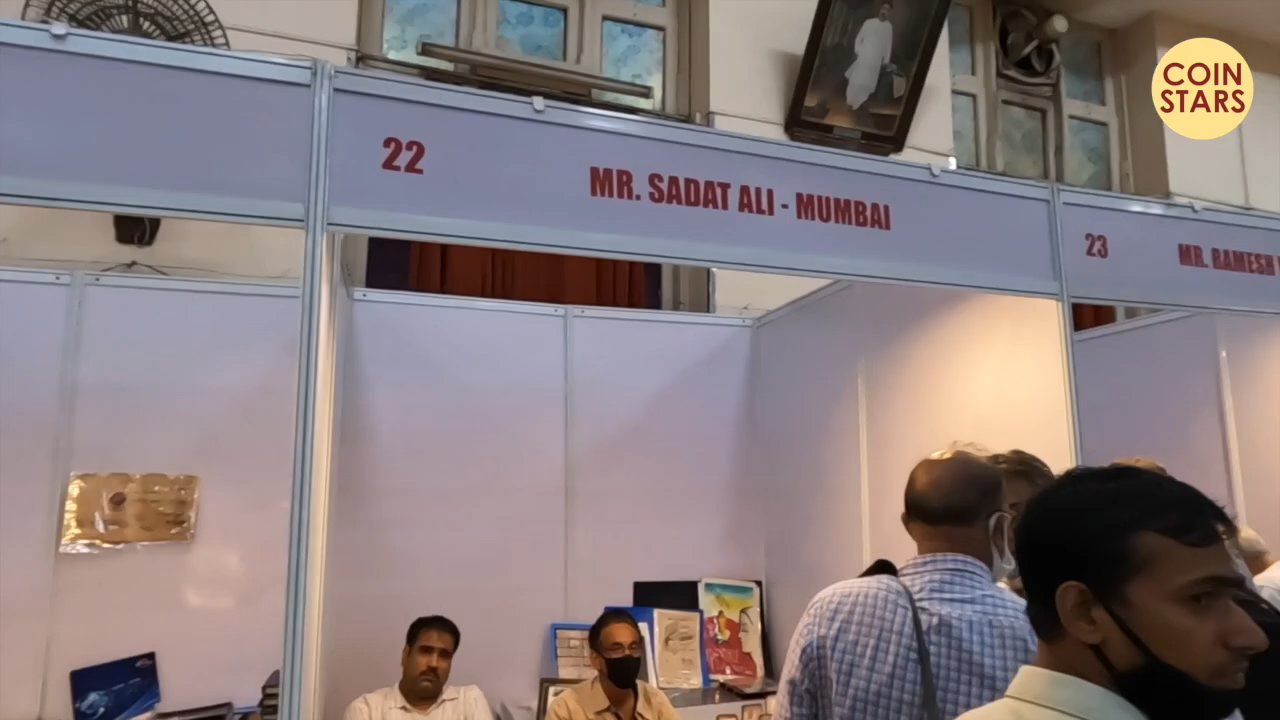 COIN
STARS
22
MR. SADAT ALI - MUMBAI
23
MR. RAMESH